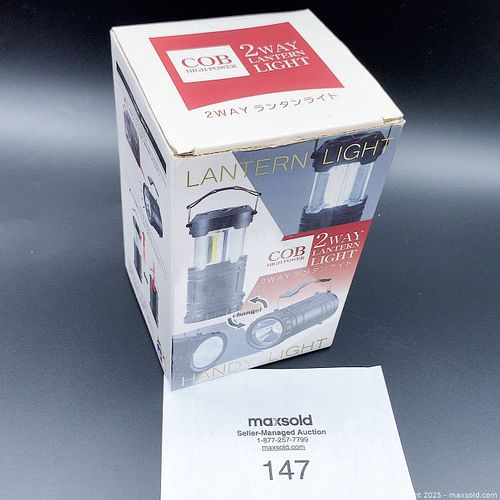 COB
HIGH-POWER
2WAY
LANTERN
LIGHT
2WAY ランタンライト
LANTERN LIGHT
COB
HIGH-POWER
2WAY
LANTERN
LIGHT
2WAY ランタンライト
change!
HANDY LIGHT
maxsold
Seller-Managed Auction
1-877-257-7799
maxsold.com
147
2025 - maxsold.com